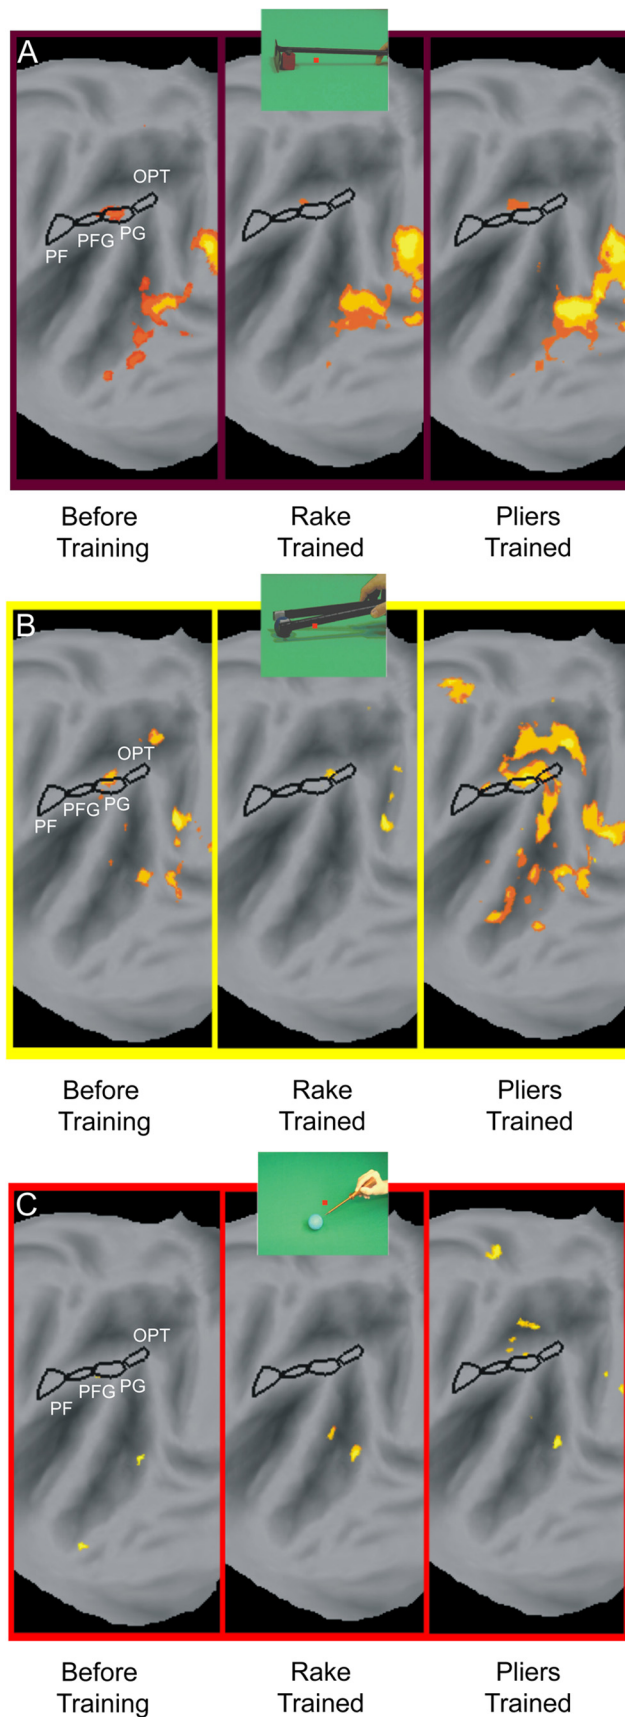 A
OPT
PFG
PG
PF
Before
Training
Rake
Trained
Pliers
Trained
B
OPT
PFG
PG
PF
Before
Training
Rake
Trained
Pliers
Trained
C
OPT
PFG
PG
PF
Before
Training
Rake
Trained
Pliers
Trained